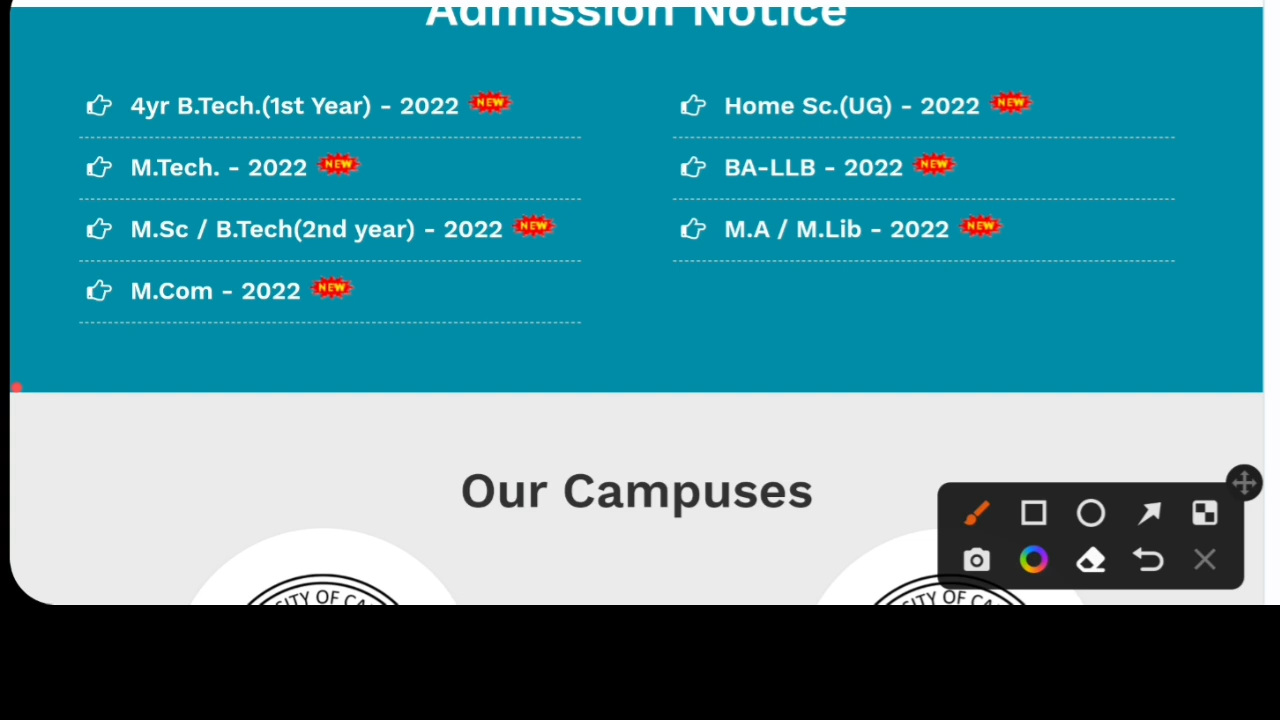 Admission Notice
4yr B.Tech.(1st Year) - 2022 NEW
M.Tech. - 2022 NEW
M.Sc / B.Tech(2nd year) - 2022 NEW
M.Com - 2022 NEW
Home Sc.(UG) - 2022 NEW
BA-LLB - 2022 NEW
M.A / M.Lib - 2022 NEW
Our Campuses